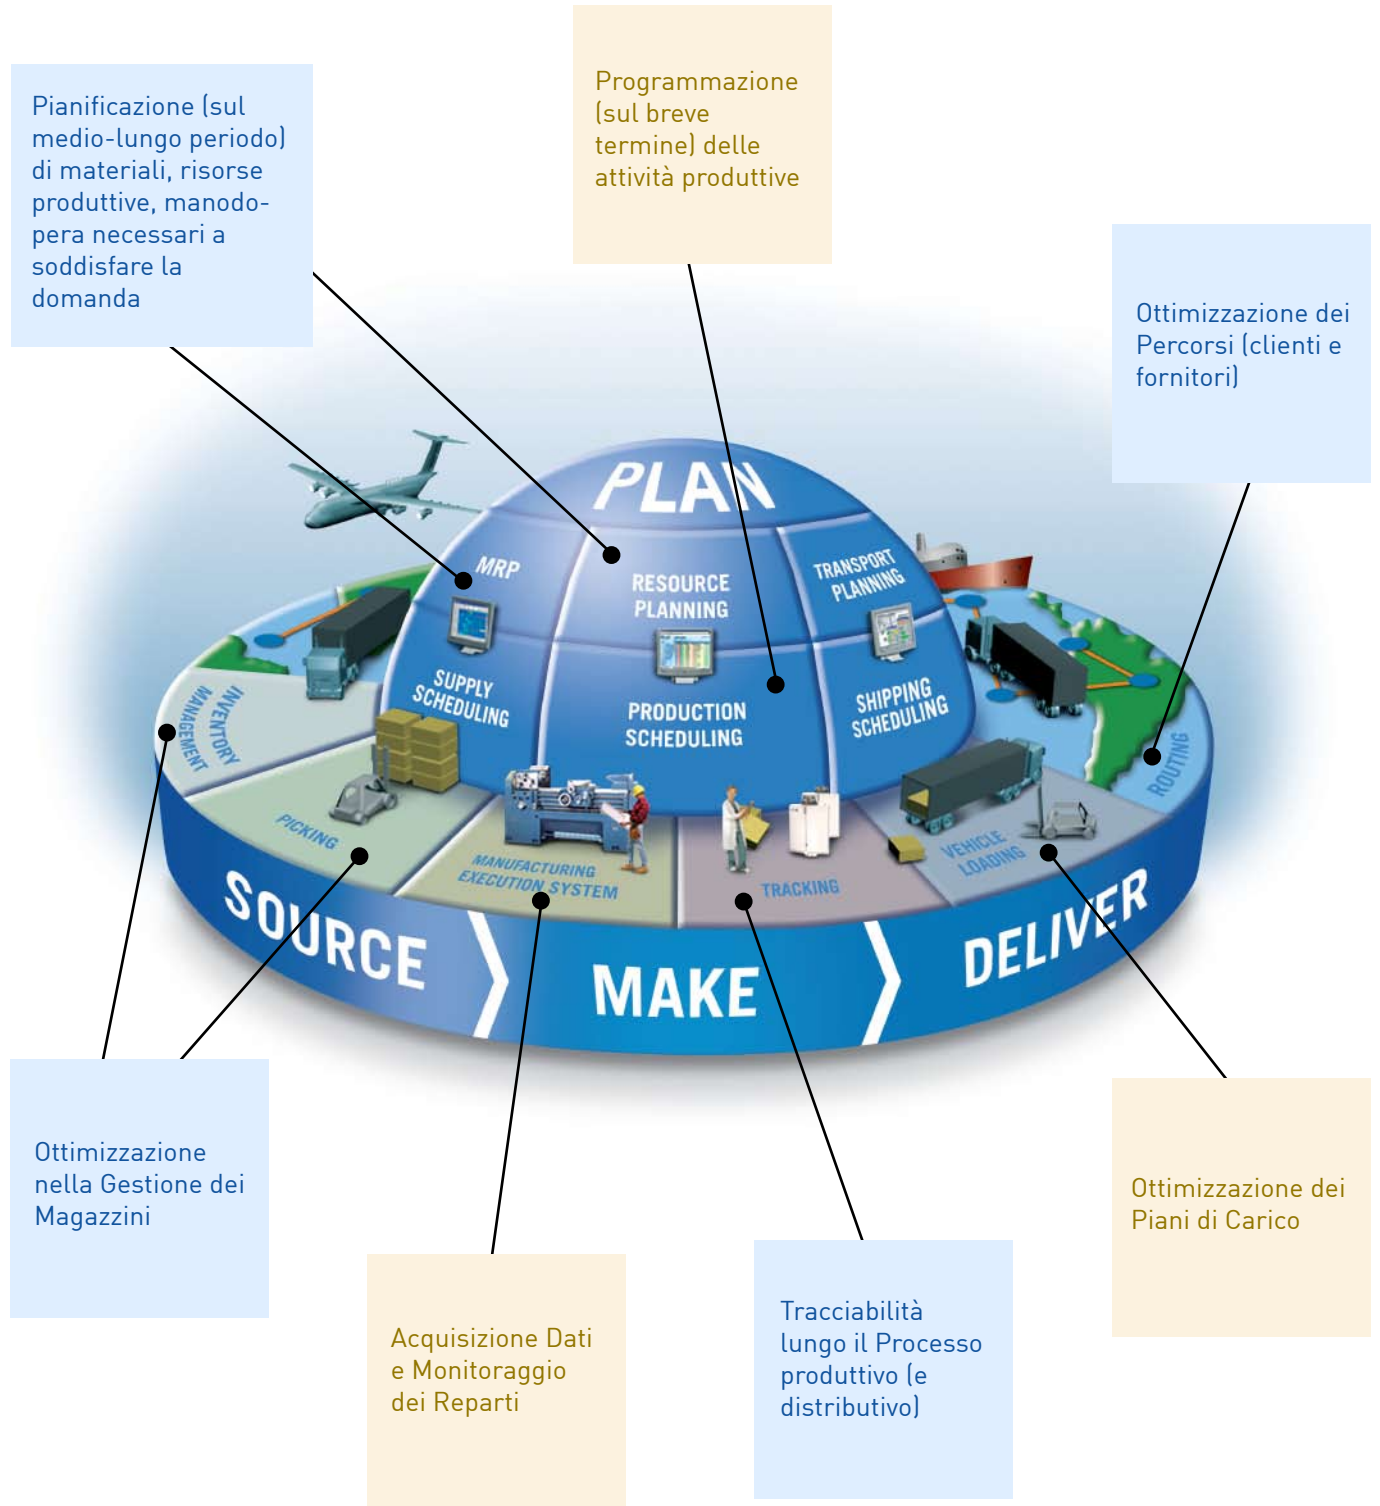 Programmazione
(sul breve
termine) delle
attività produttive
Pianificazione (sul
medio-lungo periodo)
di materiali, risorse
produttive, manodo-
pera necessari a
soddisfare la
domanda
Ottimizzazione dei
Percorsi (clienti e
fornitori)
PLAN
MRP
RESOURCE
PLANNING
TRANSPORT
PLANNING
SUPPLY
SCHEDULING
PRODUCTION
SCHEDULING
SHIPPING
SCHEDULING
INVENTORY
MANAGEMENT
PICKING
MANUFACTURING
EXECUTION SYSTEM
TRACKING
VEHICLE
LOADING
ROUTING
SOURCE
MAKE
DELIVER
Ottimizzazione
nella Gestione dei
Magazzini
Acquisizione Dati
e Monitoraggio
dei Reparti
Tracciabilità
lungo il Processo
produttivo (e
distributivo)
Ottimizzazione dei
Piani di Carico